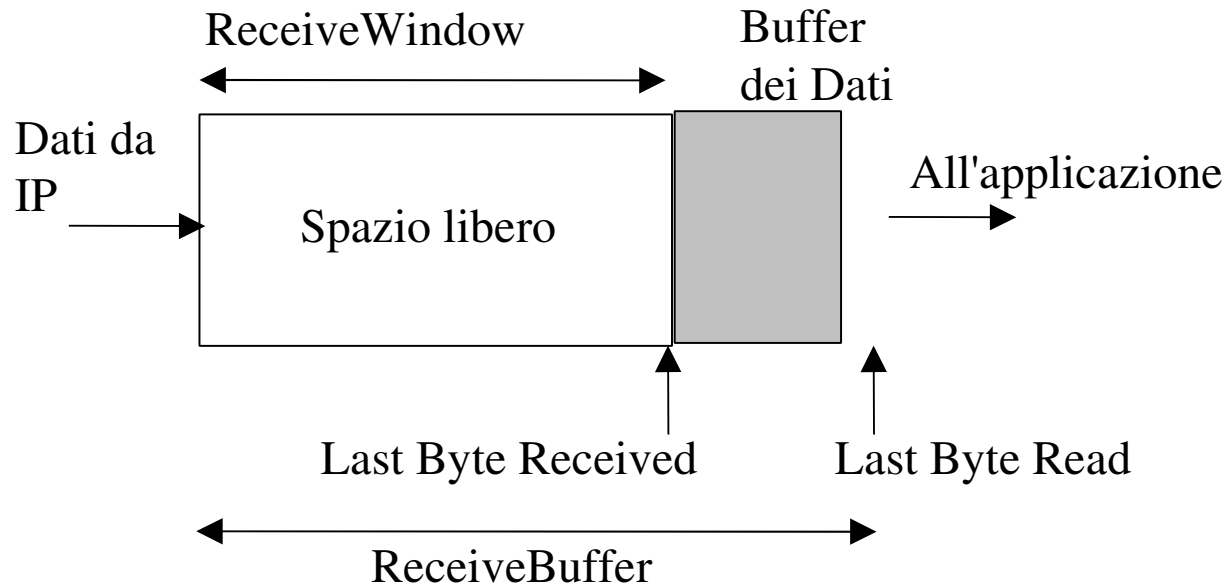 ReceiveWindow
Buffer
dei Dati
Dati da
IP
Spazio libero
All'applicazione
Last Byte Received
Last Byte Read
ReceiveBuffer